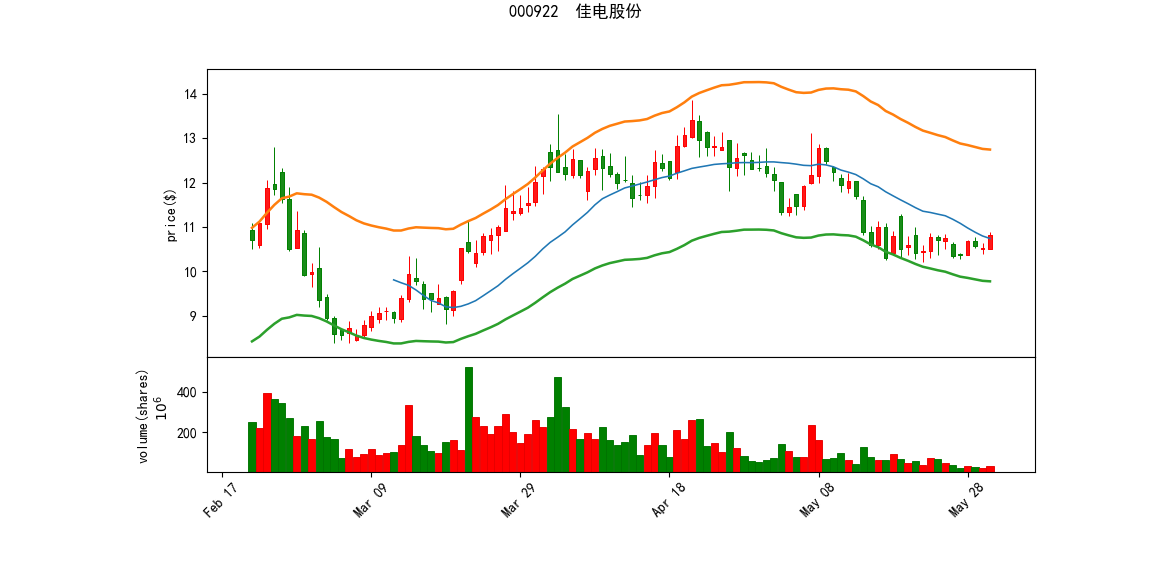 000922 佳电股份
price($)
14
13
12
11
10
9
volume(shares)
10^6
400
200
Feb 17
Mar 09
Mar 29
Apr 18
May 08
May 28